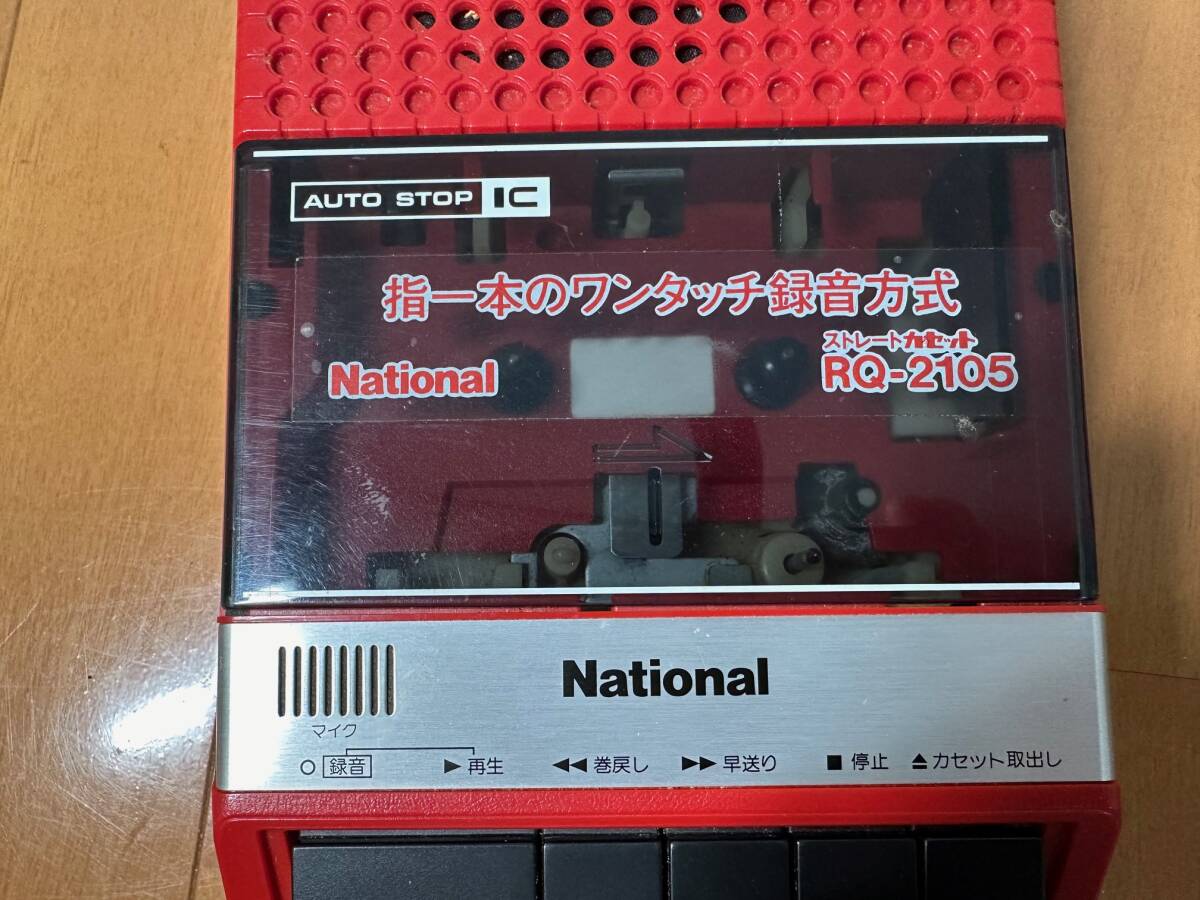 AUTO STOP IC
指一本のワンタッチ録音方式
ストレートカセット
National RQ-2105
National
マイク
○ 録音 ▶ 再生 ◀◀ 巻戻し ▶▶ 早送り ■ 停止 ⏏ カセット取出し